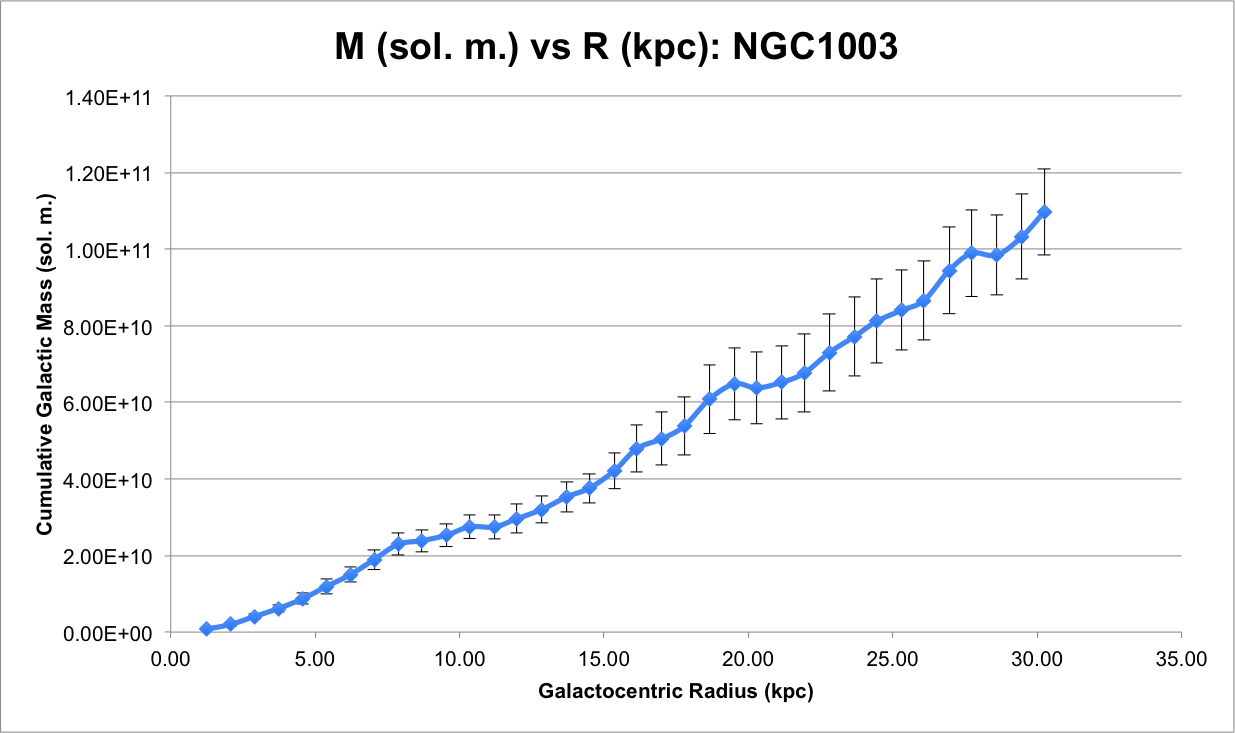 M (sol. m.) vs R (kpc): NGC1003
1.40E+11
1.20E+11
1.00E+11
8.00E+10
6.00E+10
4.00E+10
2.00E+10
0.00E+00
Cumulative Galactic Mass (sol. m.)
0.00 5.00 10.00 15.00 20.00 25.00 30.00 35.00
Galactocentric Radius (kpc)